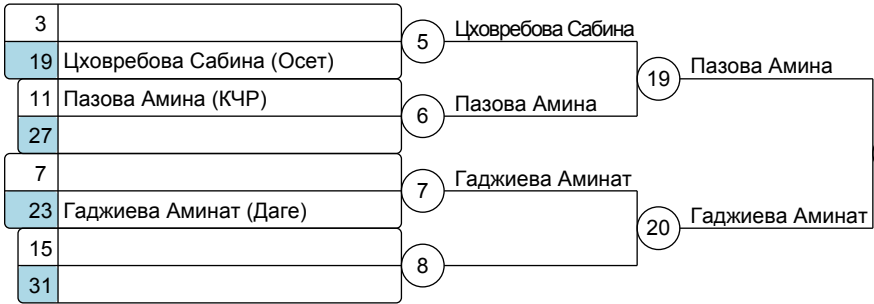 3
19 Цховребова Сабина (Осет)
5
Цховребова Сабина
11 Пазова Амина (КЧР)
27
6
Пазова Амина
19
Пазова Амина
7
23 Гаджиева Аминат (Даге)
7
Гаджиева Аминат
15
31
8
20
Гаджиева Аминат